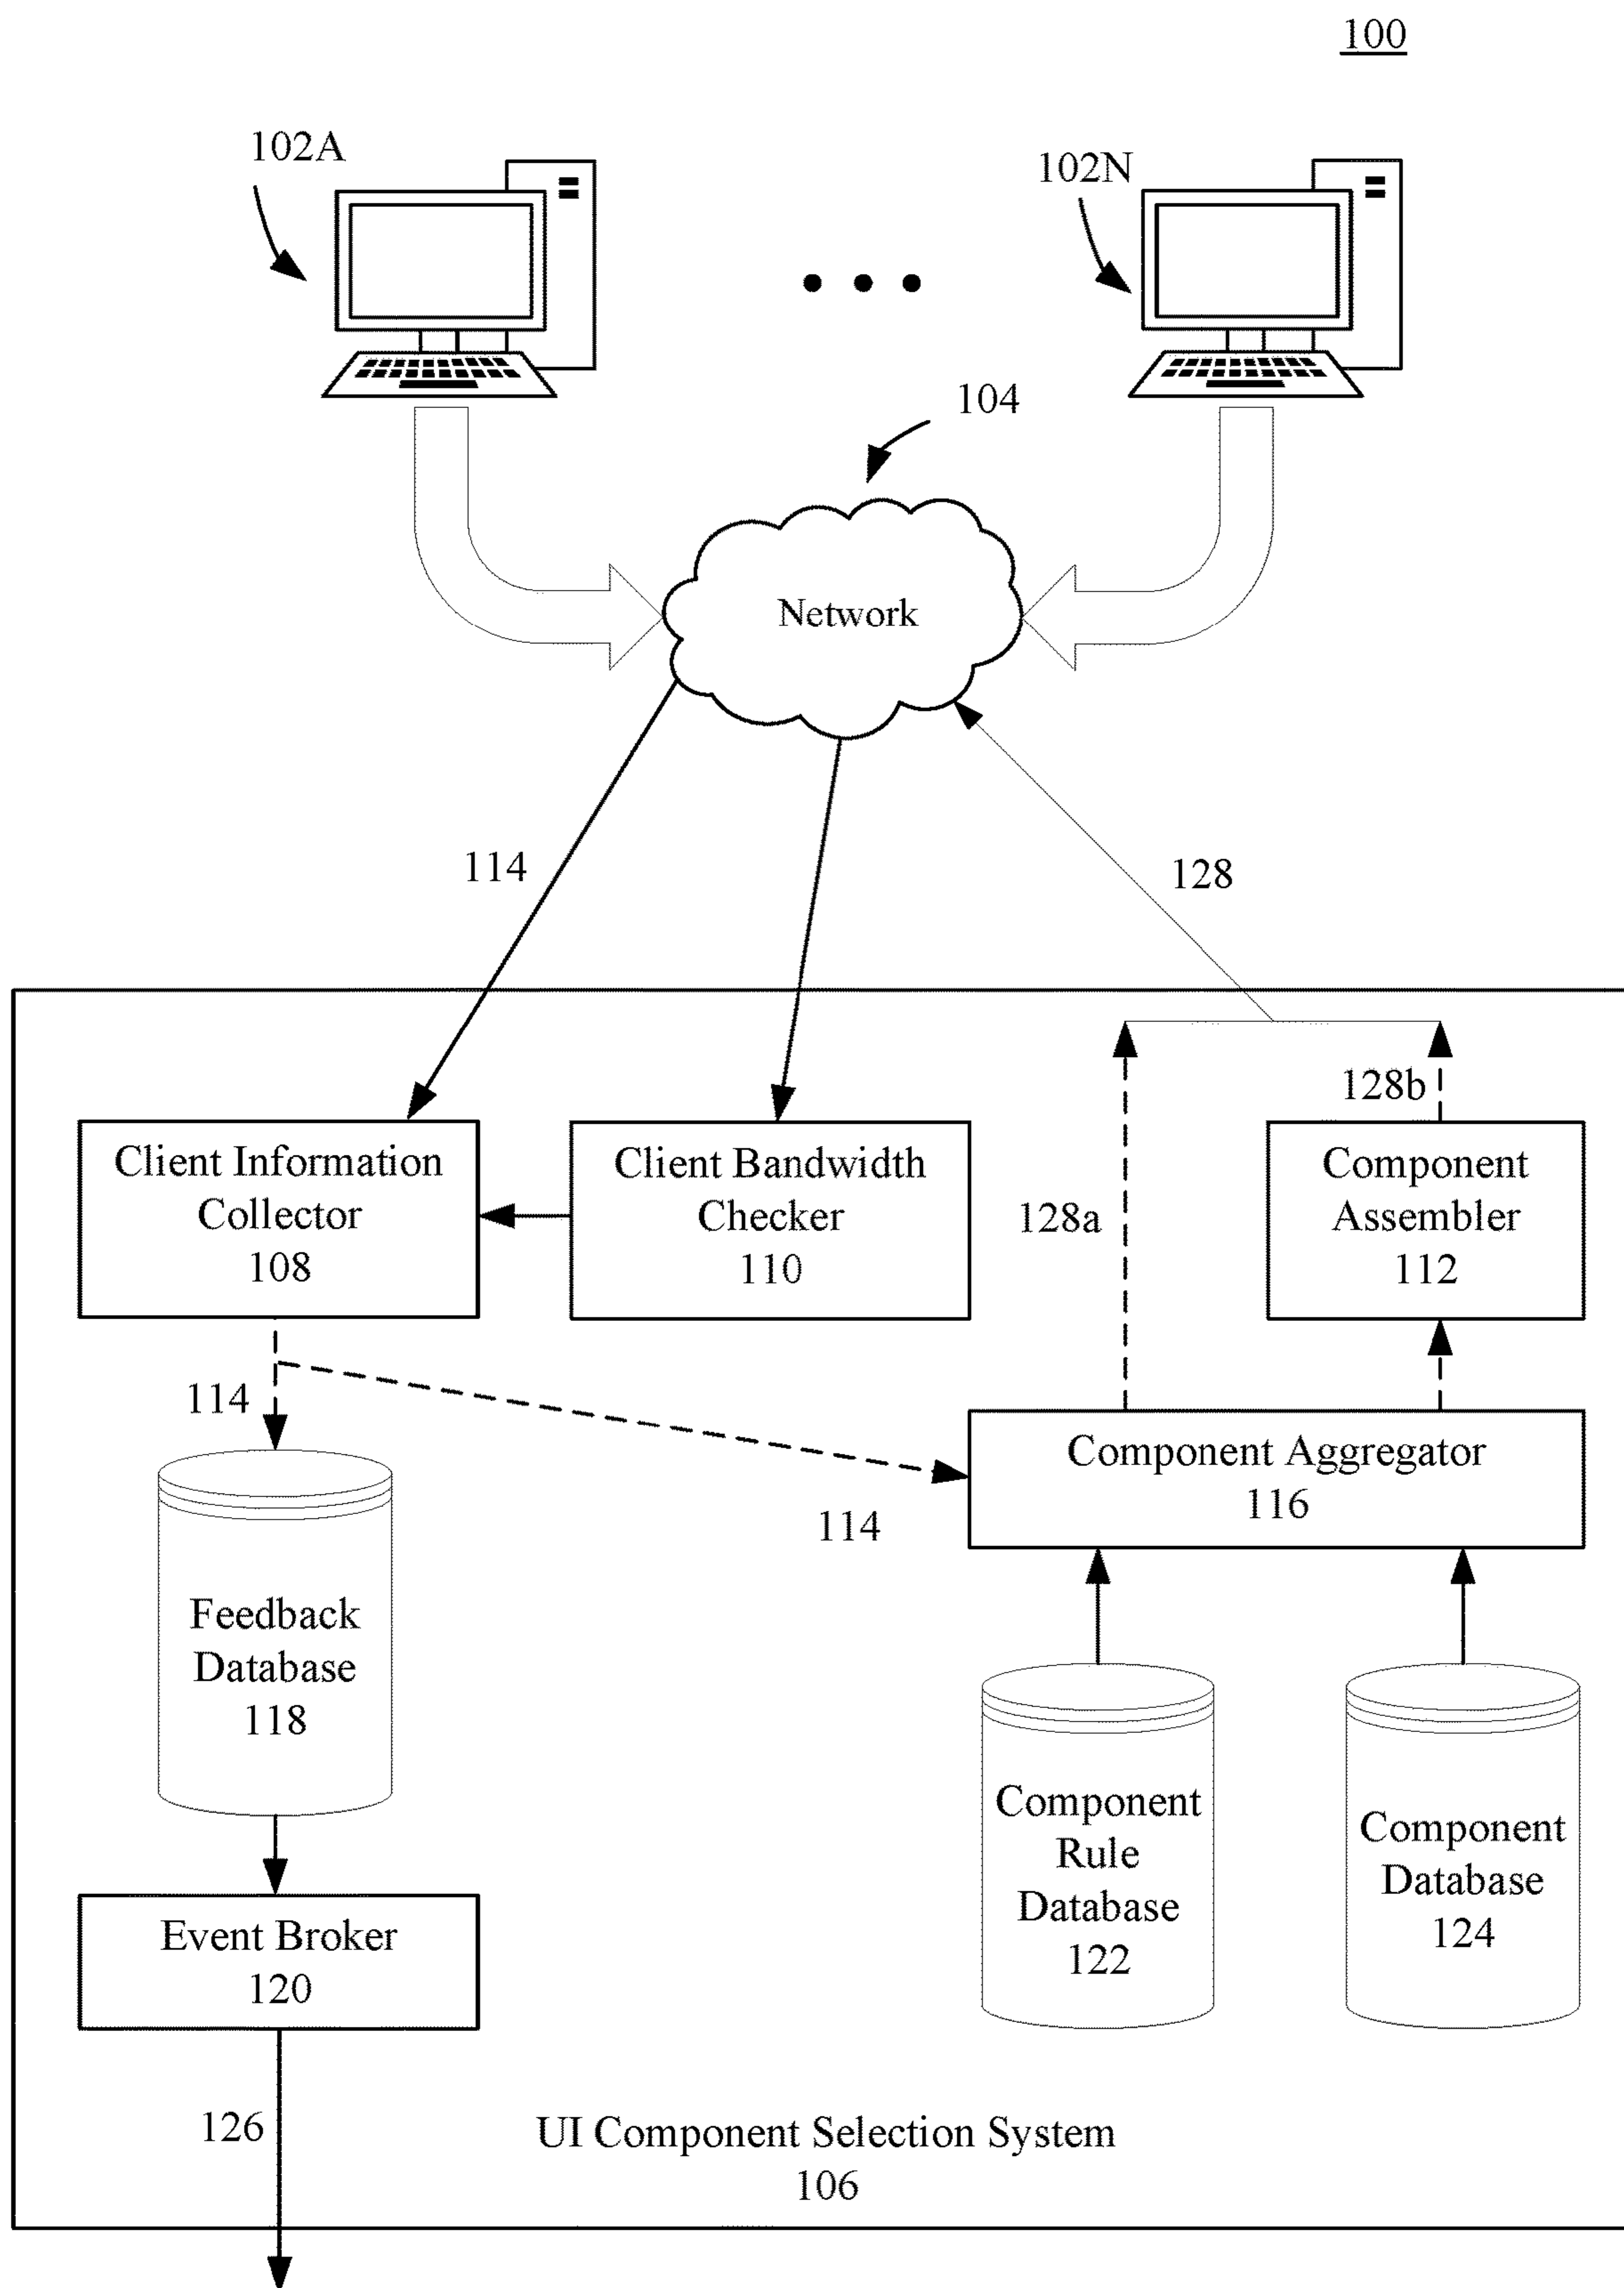 100
102A
102N
104
Network
114
128
128b
Client Information
Collector
108
Client Bandwidth
Checker
110
128a
Component
Assembler
112
114
Component Aggregator
116
114
Feedback
Database
118
Component
Rule
Database
122
Component
Database
124
Event Broker
120
126
UI Component Selection System
106